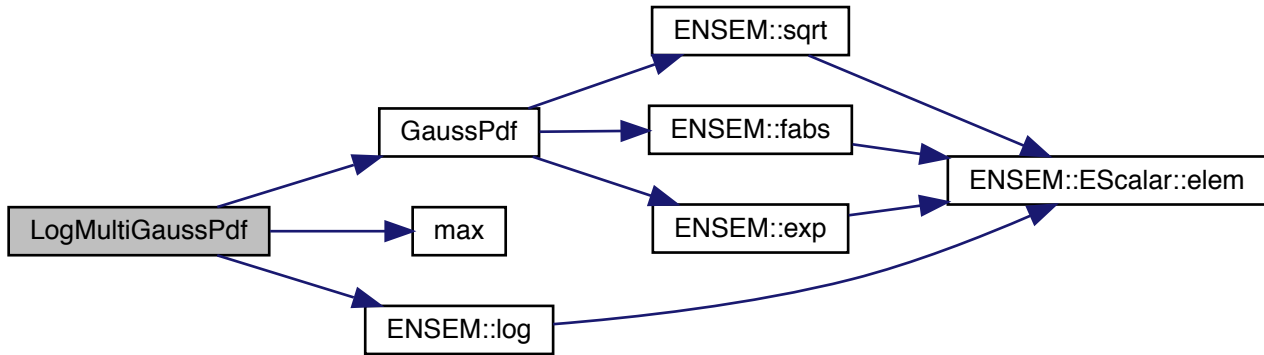 ENSEM::sqrt
GaussPdf
ENSEM::fabs
ENSEM::EScalar::elem
LogMultiGaussPdf
max
ENSEM::exp
ENSEM::log